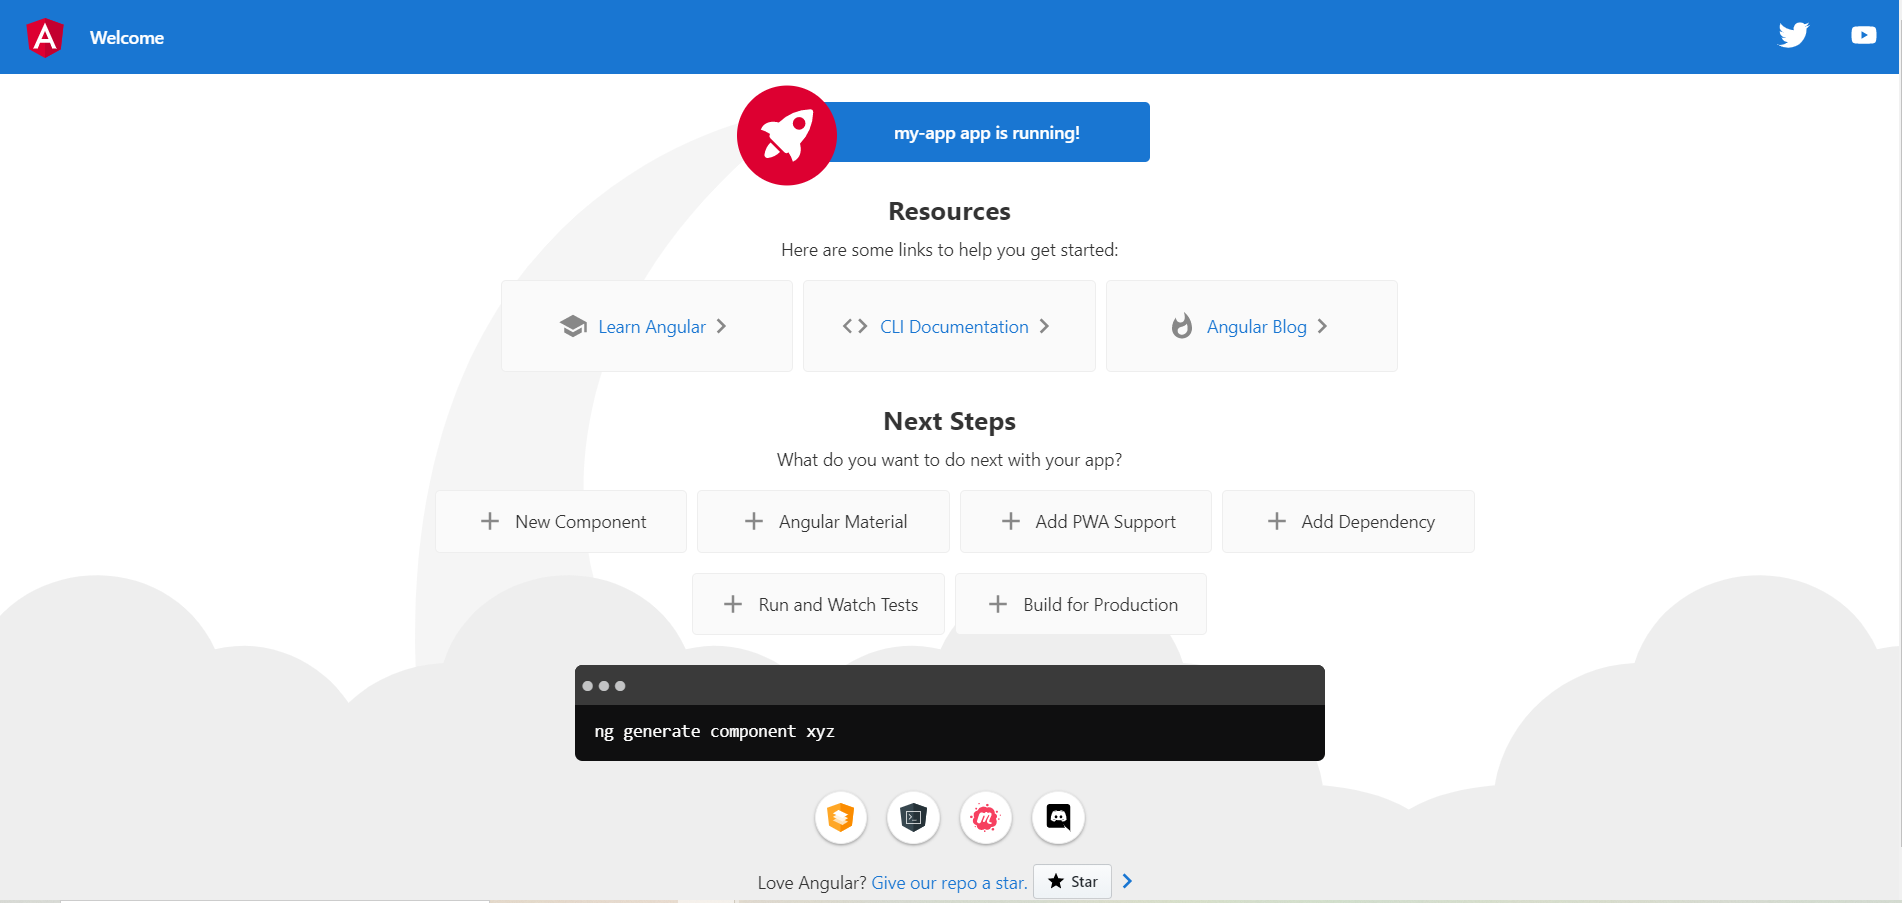 Welcome
my-app app is running!
Resources
Here are some links to help you get started:
Learn Angular
CLI Documentation
Angular Blog
Next Steps
What do you want to do next with your app?
New Component
Angular Material
Add PWA Support
Add Dependency
Run and Watch Tests
Build for Production
ng generate component xyz
Love Angular? Give our repo a star. Star